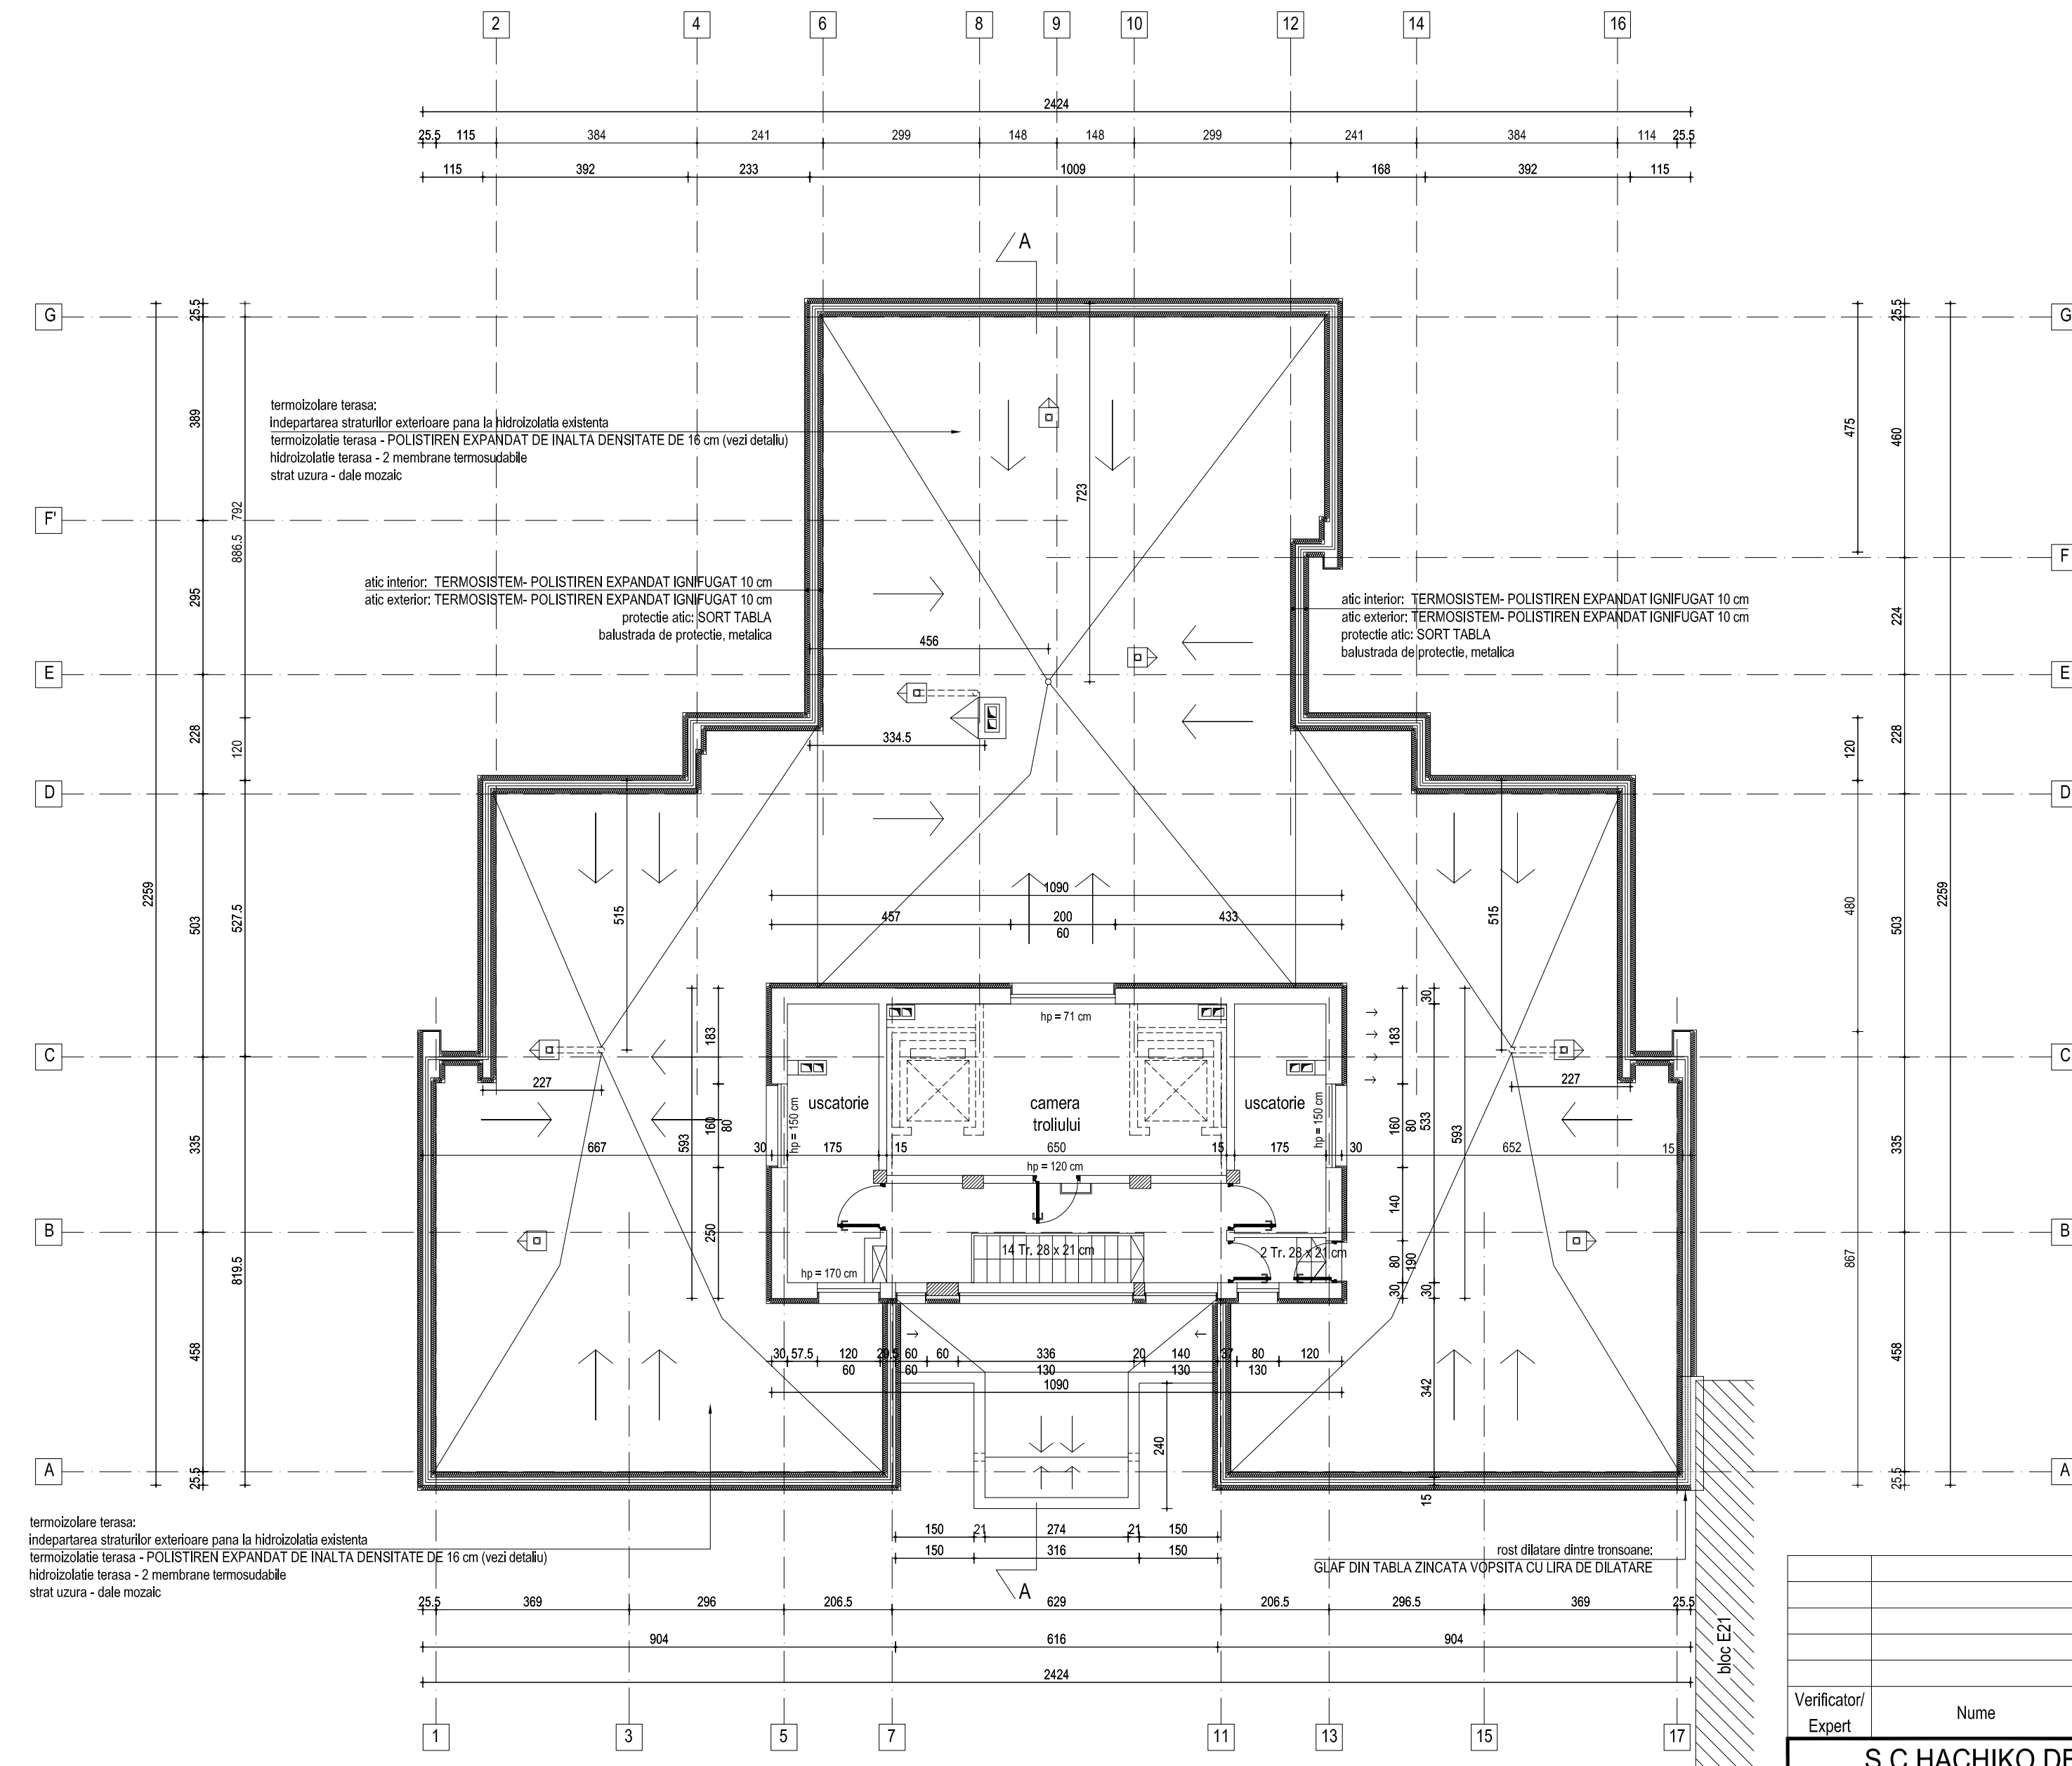 2 4 6 8 9 10 12 14 16
2424
25.5 115 384 241 299 148 148 299 241 384 114 25.5
115 392 233 1009 168 392 115
A
G 25.5 475 25.5 G
389 460
723
termoizolare terasa:
indepartarea straturilor exterioare pana la hidroizolatia existenta
termoizolatie terasa - POLISTIREN EXPANDAT DE INALTA DENSITATE DE 16 cm (vezi detaliu)
hidroizolatie terasa - 2 membrane termosudabile
strat uzura - dale mozaic
F' 792
886.5
F
295 224
atic interior: TERMOSISTEM- POLISTIREN EXPANDAT IGNIFUGAT 10 cm
atic exterior: TERMOSISTEM- POLISTIREN EXPANDAT IGNIFUGAT 10 cm
protectie atic: SORT TABLA
balustrada de protectie, metalica
atic interior: TERMOSISTEM- POLISTIREN EXPANDAT IGNIFUGAT 10 cm
atic exterior: TERMOSISTEM- POLISTIREN EXPANDAT IGNIFUGAT 10 cm
protectie atic: SORT TABLA
balustrada de protectie, metalica
456
E E
228 120 334.5 120 228
D D
2259 503 527.5 515 515 480 503 2259
1090
457 200 433
60
30
183 hp = 71 cm 183
C C
227 227
uscatorie camera uscatorie
troliului
hp = 150 cm hp = 150 cm
160 80 593 160 80 533 593
335 667 30 175 15 650 15 175 30 652 15 335
hp = 120 cm
140
B B
250 14 Tr. 28 x 21 cm 2 Tr. 28 x 21 cm 80 190
819.5 hp = 170 cm 30 30 867
458 30 57.5 120 29.5 60 60 336 20 140 37 80 120 458
60 60 130 130 130
1090 342
240
A 25.5 25.5 A
15
termoizolare terasa:
indepartarea straturilor exterioare pana la hidroizolatia existenta
termoizolatie terasa - POLISTIREN EXPANDAT DE INALTA DENSITATE DE 16 cm (vezi detaliu)
hidroizolatie terasa - 2 membrane termosudabile
strat uzura - dale mozaic
150 21 274 21 150
150 316 150
rost dilatare dintre tronsoane:
GLAF DIN TABLA ZINCATA VOPSITA CU LIRA DE DILATARE
A
25.5 369 296 206.5 629 206.5 296.5 369 25.5
904 616 904
2424
bloc E21
1 3 5 7 11 13 15 17
Verificator/
Expert
Nume
S.C.HACHIKO DE